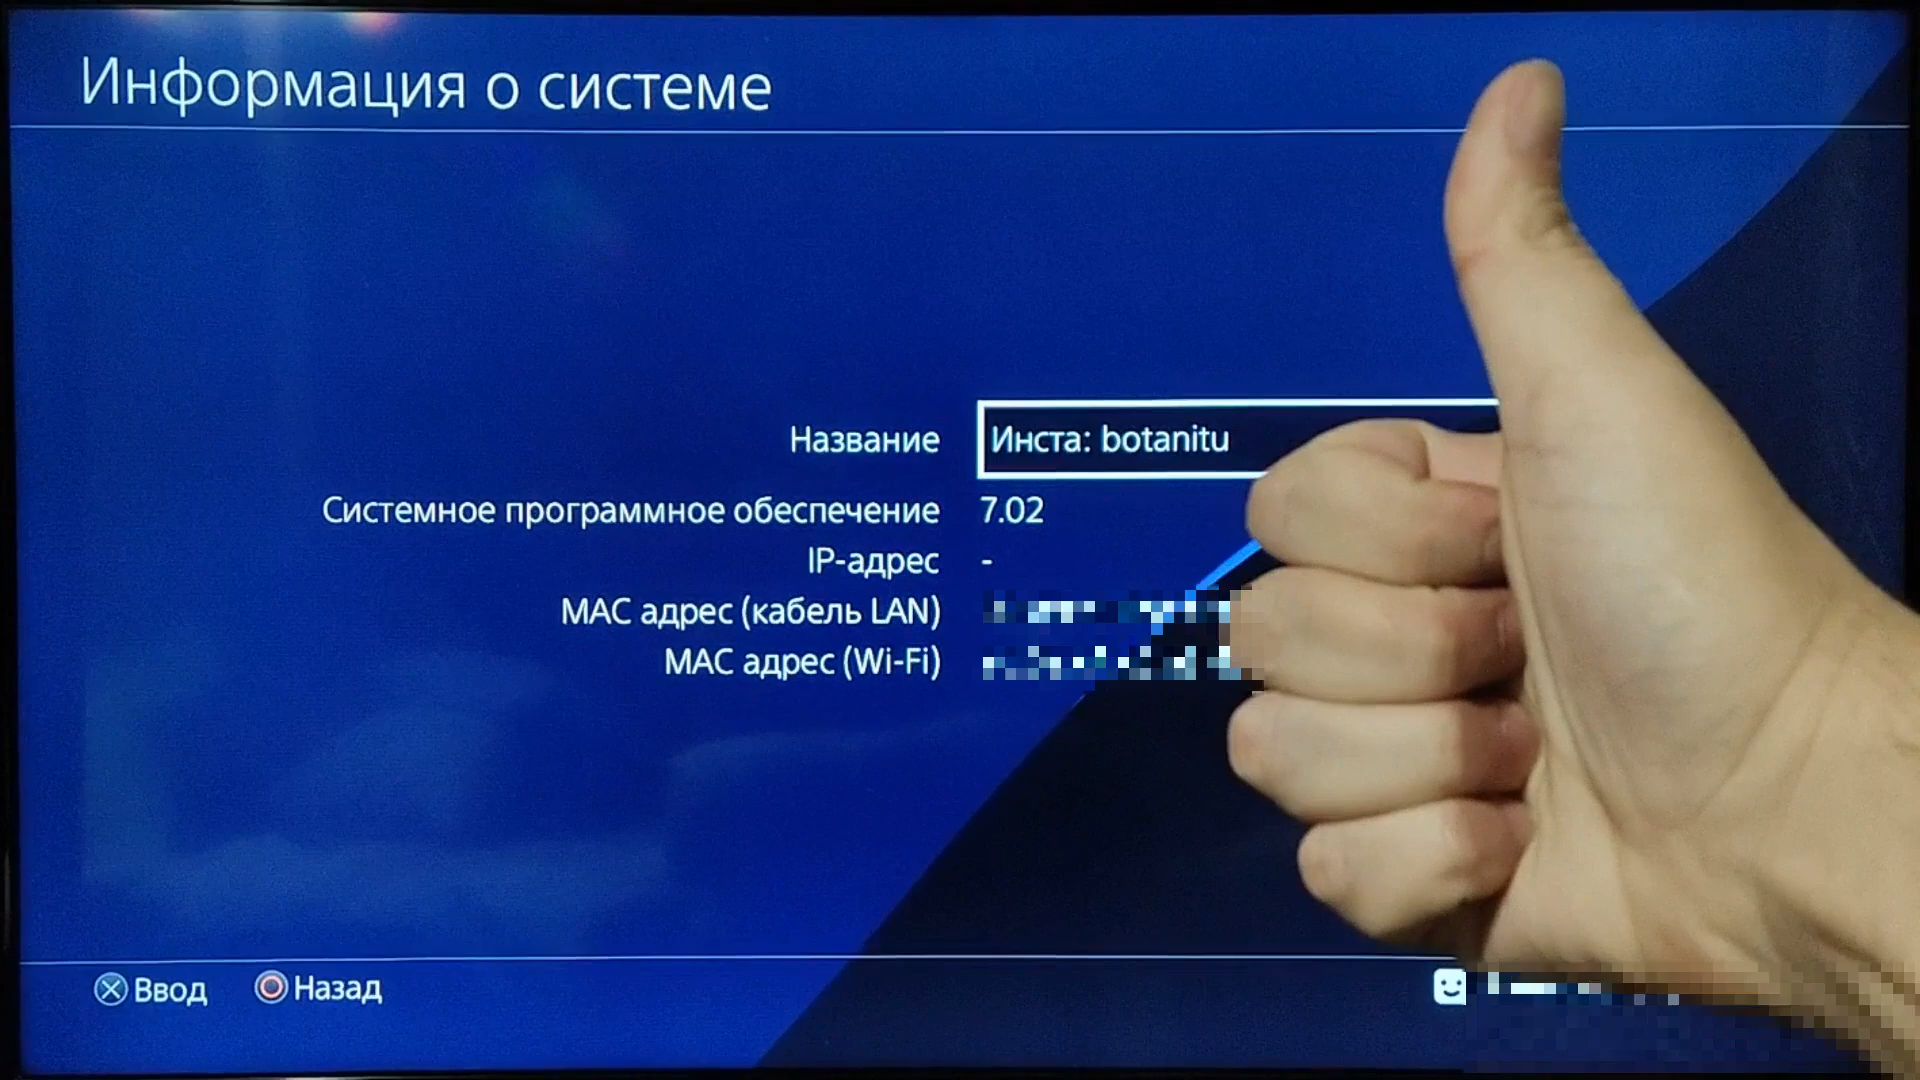 Информация о системе
Название Инста: botanitu
Системное программное обеспечение 7.02
IP-адрес -
MAC адрес (кабель LAN)
MAC адрес (Wi-Fi)
Ввод Назад